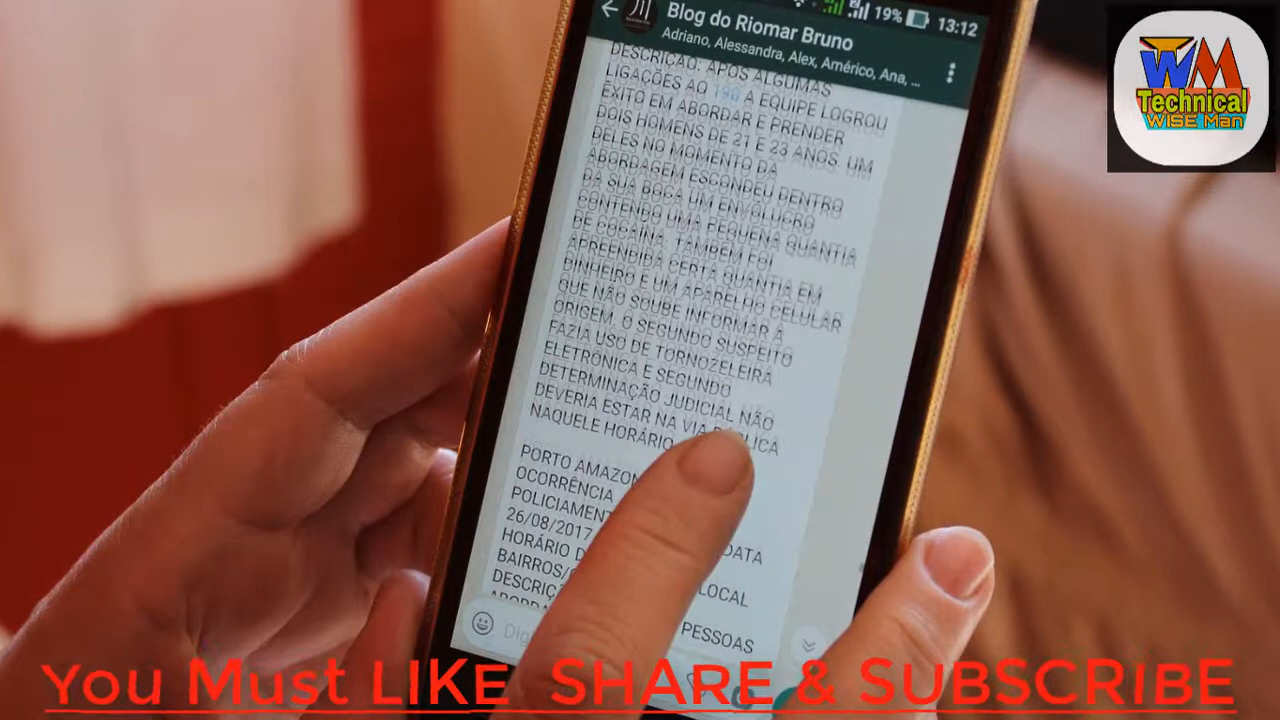 19% 13:12
Blog do Riomar Bruno
Adriano, Alessandra, Alex, Américo, Ana, ...
WM
Technical
WISE Man
DESCRIÇÃO: APÓS ALGUMAS
LIGAÇÕES AO 190 A EQUIPE LOGROU
ÊXITO EM ABORDAR E PRENDER
DOIS HOMENS DE 21 E 23 ANOS. UM
DELES NO MOMENTO DA
ABORDAGEM ESCONDEU DENTRO
DA SUA BOCA UM ENVOLUCRO
CONTENDO UMA PEQUENA QUANTIA
DE COCAÍNA. TAMBÉM FOI
APREENDIDA CERTA QUANTIA EM
DINHEIRO E UM APARELHO CELULAR
QUE NÃO SOUBE INFORMAR A
ORIGEM. O SEGUNDO SUSPEITO
FAZIA USO DE TORNOZELEIRA
ELETRÔNICA E SEGUNDO
DETERMINAÇÃO JUDICIAL NÃO
DEVERIA ESTAR NA VIA PÚBLICA
NAQUELE HORÁRIO
PORTO AMAZON
OCORRÊNCIA
POLICIAMENT
26/08/2017 DATA
HORÁRIO D
BAIRROS/ LOCAL
DESCRIÇ
PESSOAS
You Must LIKE SHARE & SUBSCRIBE